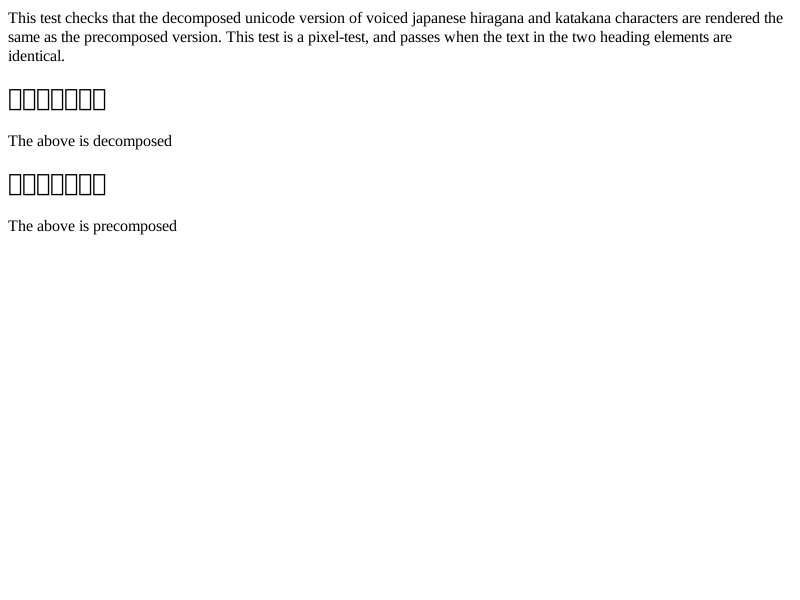 This test checks that the decomposed unicode version of voiced japanese hiragana and katakana characters are rendered the
same as the precomposed version. This test is a pixel-test, and passes when the text in the two heading elements are
identical.
The above is decomposed
The above is precomposed